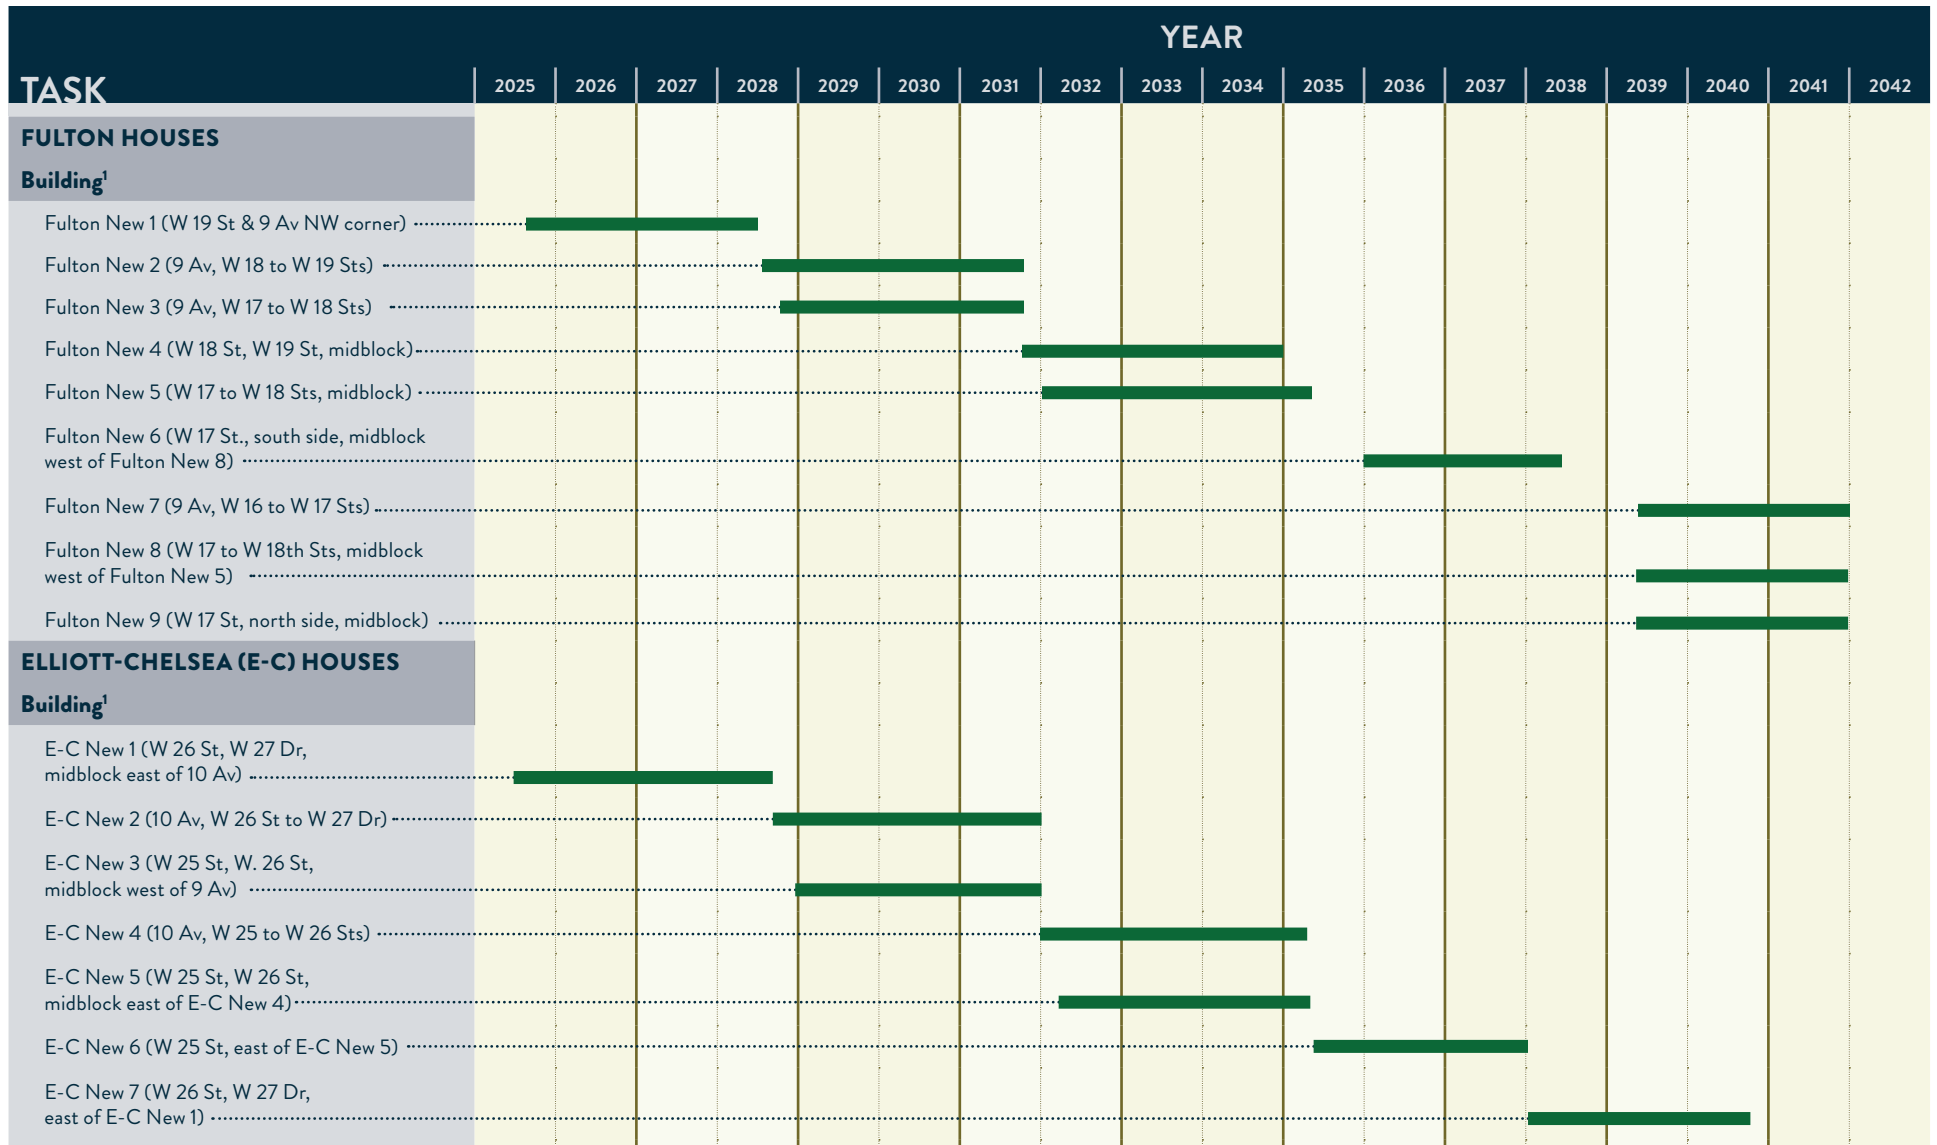 YEAR
TASK 2025 2026 2027 2028 2029 2030 2031 2032 2033 2034 2035 2036 2037 2038 2039 2040 2041 2042
FULTON HOUSES
Building¹
Fulton New 1 (W 19 St & 9 Av NW corner)
Fulton New 2 (9 Av, W 18 to W 19 Sts)
Fulton New 3 (9 Av, W 17 to W 18 Sts)
Fulton New 4 (W 18 St, W 19 St, midblock)
Fulton New 5 (W 17 to W 18 Sts, midblock)
Fulton New 6 (W 17 St., south side, midblock
west of Fulton New 8)
Fulton New 7 (9 Av, W 16 to W 17 Sts)
Fulton New 8 (W 17 to W 18th Sts, midblock
west of Fulton New 5)
Fulton New 9 (W 17 St, north side, midblock)
ELLIOTT-CHELSEA (E-C) HOUSES
Building¹
E-C New 1 (W 26 St, W 27 Dr,
midblock east of 10 Av)
E-C New 2 (10 Av, W 26 St to W 27 Dr)
E-C New 3 (W 25 St, W. 26 St,
midblock west of 9 Av)
E-C New 4 (10 Av, W 25 to W 26 Sts)
E-C New 5 (W 25 St, W 26 St,
midblock east of E-C New 4)
E-C New 6 (W 25 St, east of E-C New 5)
E-C New 7 (W 26 St, W 27 Dr,
east of E-C New 1)